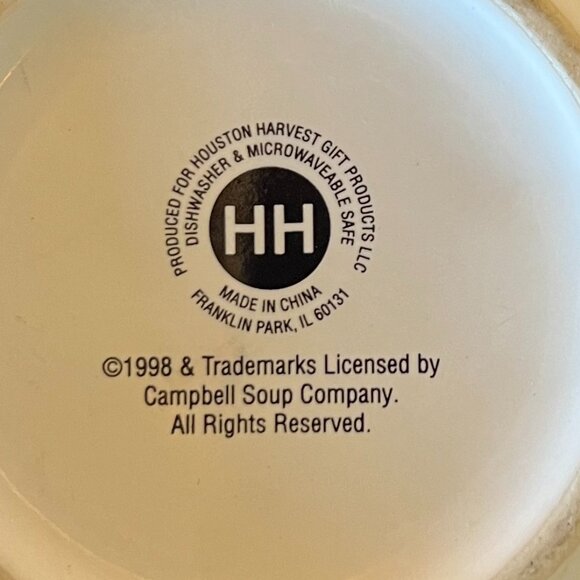 PRODUCED FOR HOUSTON HARVEST GIFT PRODUCTS LLC
DISHWASHER & MICROWAVEABLE SAFE
HH
MADE IN CHINA
FRANKLIN PARK, IL 60131
©1998 & Trademarks Licensed by
Campbell Soup Company.
All Rights Reserved.